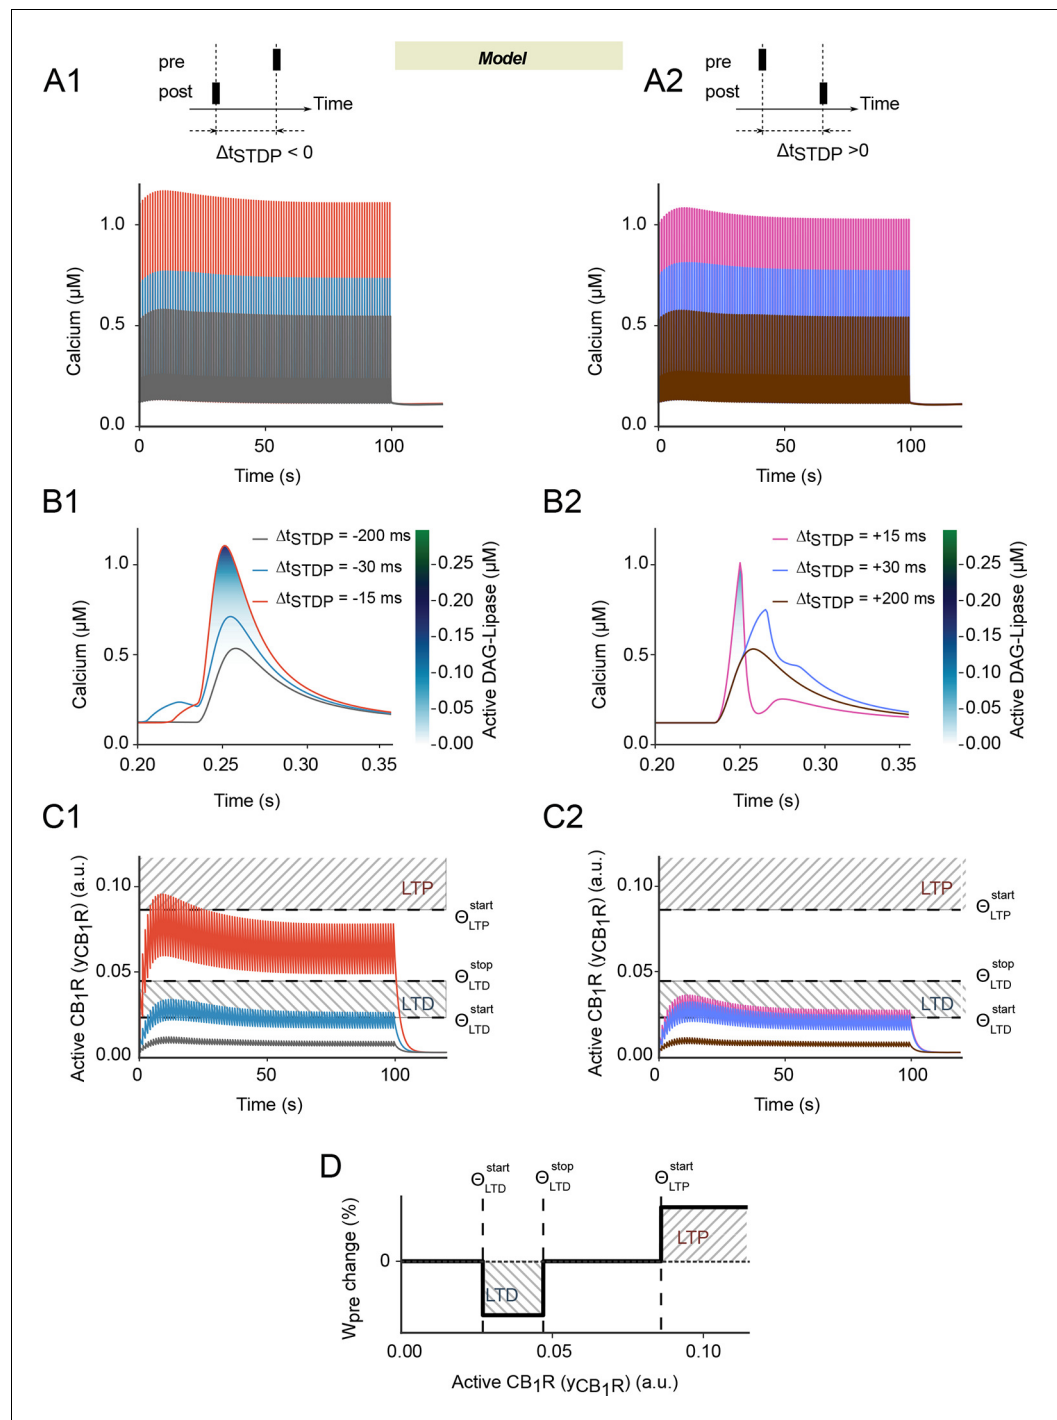 Model
A1
pre
post
Time
ΔtSTDP < 0
A2
pre
post
Time
ΔtSTDP >0
Calcium (µM)
1.0
0.5
0.0
0
50
100
Time (s)
Calcium (µM)
1.0
0.5
0.0
0
50
100
Time (s)
B1
Calcium (µM)
1.0
0.5
0.0
0.20
0.25
0.30
0.35
Time (s)
ΔtSTDP = -200 ms
ΔtSTDP = -30 ms
ΔtSTDP = -15 ms
0.25
0.20
0.15
0.10
0.05
0.00
Active DAG-Lipase (µM)
B2
Calcium (µM)
1.0
0.5
0.0
0.20
0.25
0.30
0.35
Time (s)
ΔtSTDP = +15 ms
ΔtSTDP = +30 ms
ΔtSTDP = +200 ms
0.25
0.20
0.15
0.10
0.05
0.00
Active DAG-Lipase (µM)
C1
Active CB1R (yCB1R) (a.u.)
0.10
0.05
0.00
0
50
100
Time (s)
LTP
LTD
Θ start LTP
Θ stop LTD
Θ start LTD
C2
Active CB1R (yCB1R) (a.u.)
0.10
0.05
0.00
0
50
100
Time (s)
LTP
LTD
Θ start LTP
Θ stop LTD
Θ start LTD
D
Θ start LTD
Θ stop LTD
Θ start LTP
Wpre change (%)
0
LTP
LTD
0.00
0.05
0.10
Active CB1R (yCB1R) (a.u.)